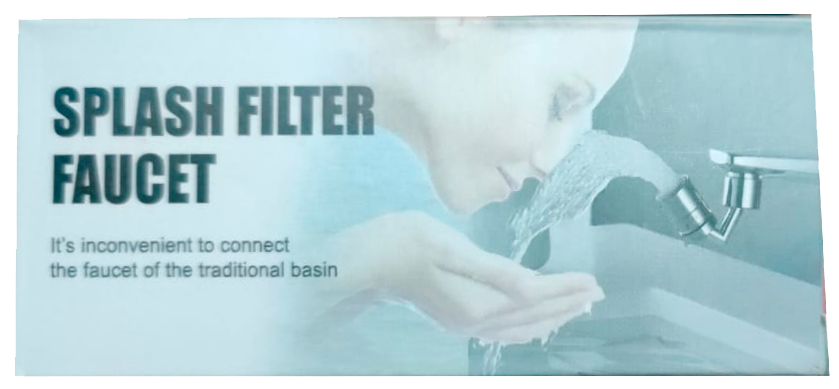 SPLASH FILTER
FAUCET
It's inconvenient to connect
the faucet of the traditional basin